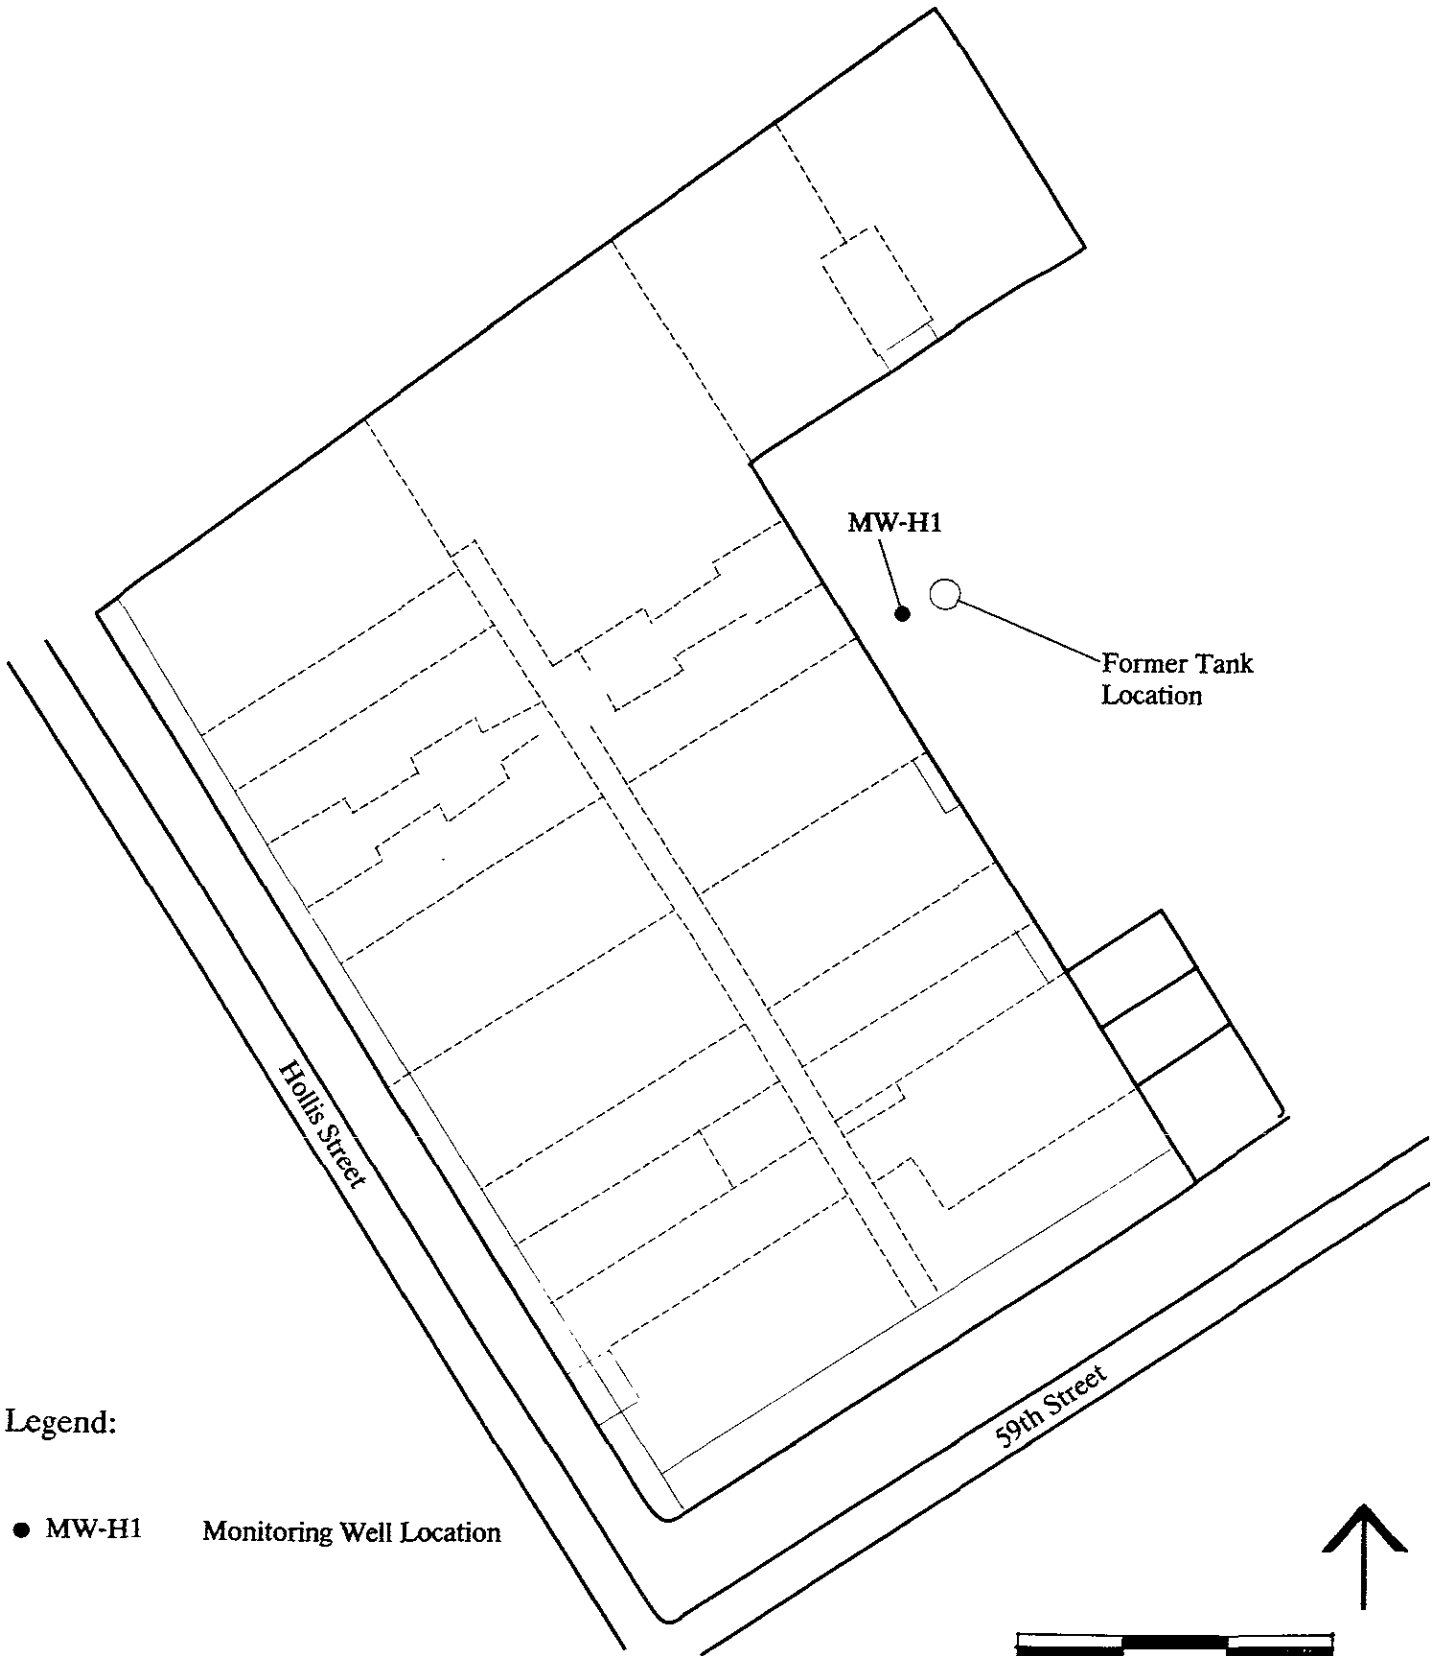 MW-H1
Former Tank
Location
Hollis Street
59th Street
Legend:
MW-H1 Monitoring Well Location